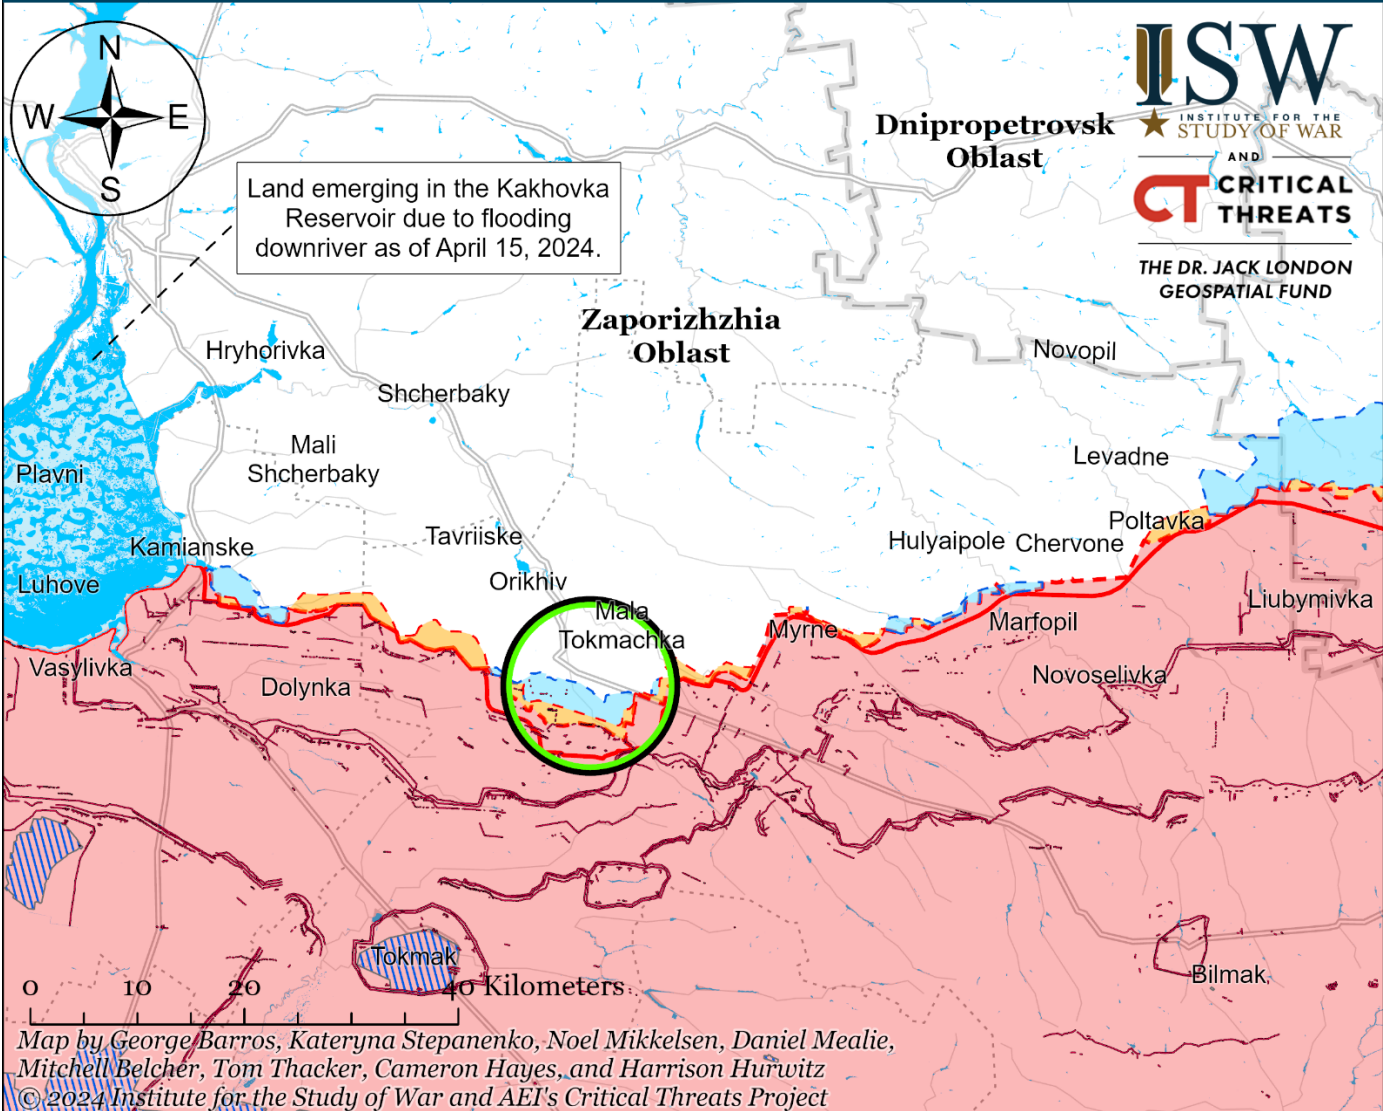 N
W
E
S
ISW
INSTITUTE FOR THE
STUDY OF WAR
AND
CT CRITICAL
THREATS
THE DR. JACK LONDON
GEOSPATIAL FUND
Dnipropetrovsk
Oblast
Land emerging in the Kakhovka
Reservoir due to flooding
downriver as of April 15, 2024.
Zaporizhzhia
Oblast
Hryhorivka
Novopil
Shcherbaky
Mali
Shcherbaky
Levadne
Plavni
Poltavka
Tavriiske
Hulyaipole
Chervone
Kamianske
Orikhiv
Luhove
Mala
Tokmachka
Liubymivka
Myrne
Marfopil
Vasylivka
Novoselivka
Dolynka
Tokmak
Bilmak
0 10 20 40 Kilometers
Map by George Barros, Kateryna Stepanenko, Noel Mikkelsen, Daniel Mealie,
Mitchell Belcher, Tom Thacker, Cameron Hayes, and Harrison Hurwitz
© 2024 Institute for the Study of War and AEI's Critical Threats Project